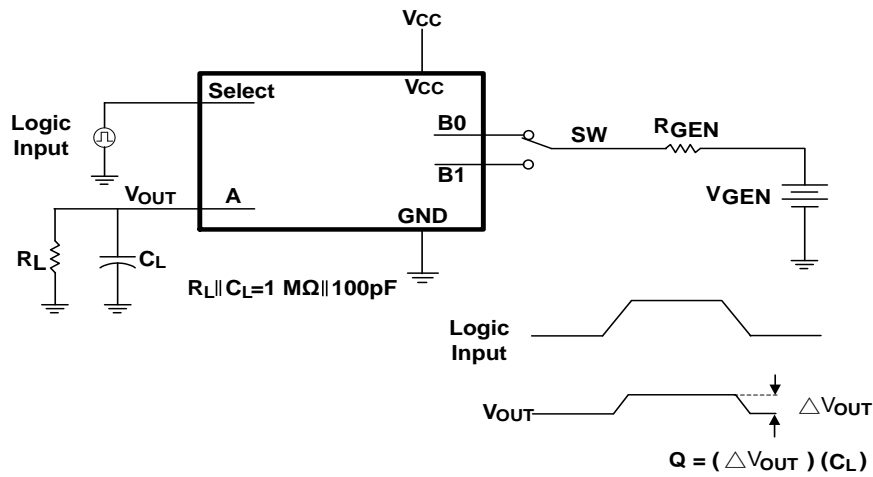 VCC
VCC
Select
Logic
Input
B0
SW
RGEN
B1
VGEN
VOUT
A
GND
RL
CL
RL||CL=1 MΩ||100pF
Logic
Input
VOUT
△VOUT
Q = ( △VOUT ) (CL)